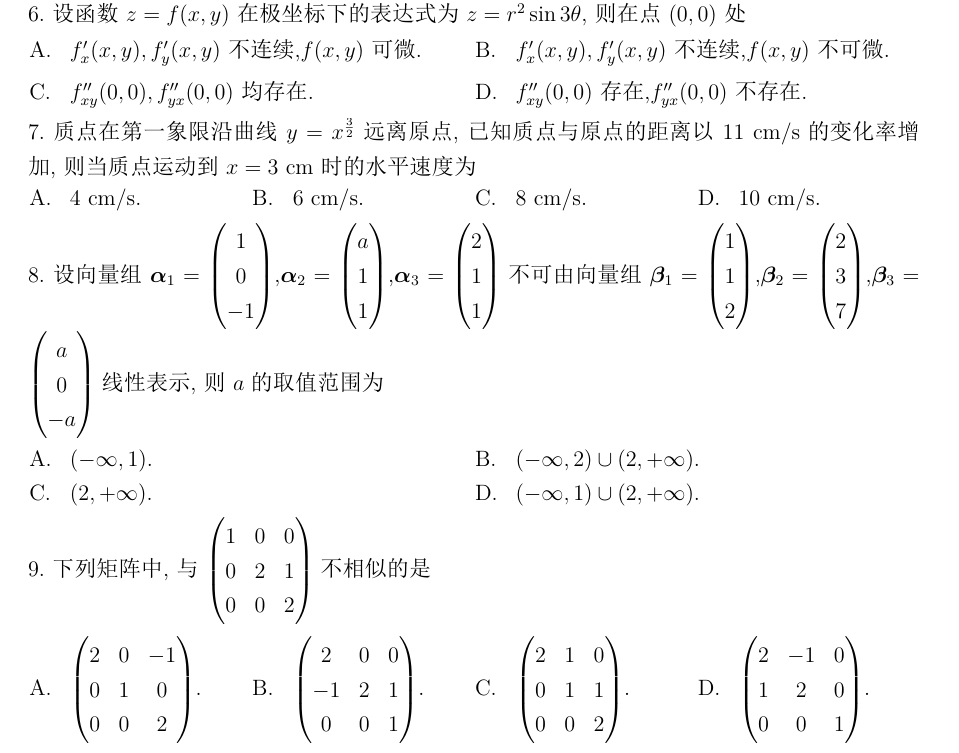 6. 设函数 z = f(x, y) 在极坐标下的表达式为 z = r² sin 3θ, 则在点 (0, 0) 处
A. f′ₓ(x, y), f′ᵧ(x, y) 不连续,f(x, y) 可微. B. f′ₓ(x, y), f′ᵧ(x, y) 不连续,f(x, y) 不可微.
C. f″ₓᵧ(0, 0), f″ᵧₓ(0, 0) 均存在. D. f″ₓᵧ(0, 0) 存在,f″ᵧₓ(0, 0) 不存在.
7. 质点在第一象限沿曲线 y = x^{3/2} 远离原点, 已知质点与原点的距离以 11 cm/s 的变化率增
加, 则当质点运动到 x = 3 cm 时的水平速度为
A. 4 cm/s. B. 6 cm/s. C. 8 cm/s. D. 10 cm/s.
8. 设向量组 α₁ = (1 0 −1),α₂ = (a 1 1),α₃ = (2 1 1) 不可由向量组 β₁ = (1 1 2),β₂ = (2 3 7),β₃ =
(a 0 −a) 线性表示, 则 a 的取值范围为
A. (−∞, 1). B. (−∞, 2) ∪ (2, +∞).
C. (2, +∞). D. (−∞, 1) ∪ (2, +∞).
9. 下列矩阵中, 与 (1 0 0 0 2 1 0 0 2) 不相似的是
A. (2 0 −1 0 1 0 0 0 2). B. (2 0 0 −1 2 1 0 0 1). C. (2 1 0 0 1 1 0 0 2). D. (2 −1 0 1 2 0 0 0 1).